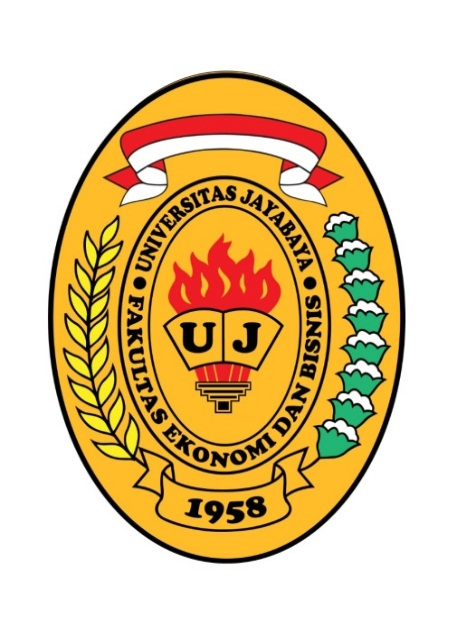 UNIVERSITAS JAYABAYA
UJ
FAKULTAS EKONOMI DAN BISNIS
1958